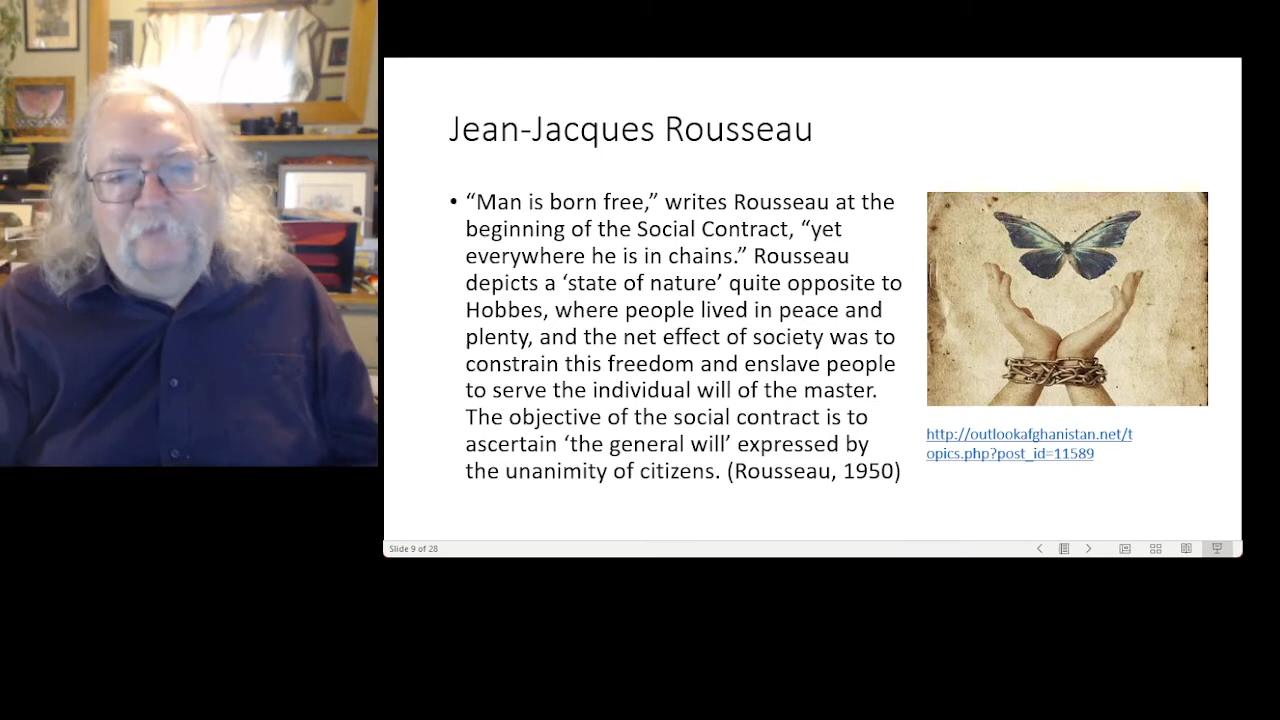 Jean-Jacques Rousseau
• “Man is born free,” writes Rousseau at the
beginning of the Social Contract, “yet
everywhere he is in chains.” Rousseau
depicts a ‘state of nature’ quite opposite to
Hobbes, where people lived in peace and
plenty, and the net effect of society was to
constrain this freedom and enslave people
to serve the individual will of the master.
The objective of the social contract is to
ascertain ‘the general will’ expressed by
the unanimity of citizens. (Rousseau, 1950)
http://outlookafghanistan.net/t
opics.php?post_id=11589
Slide 9 of 28